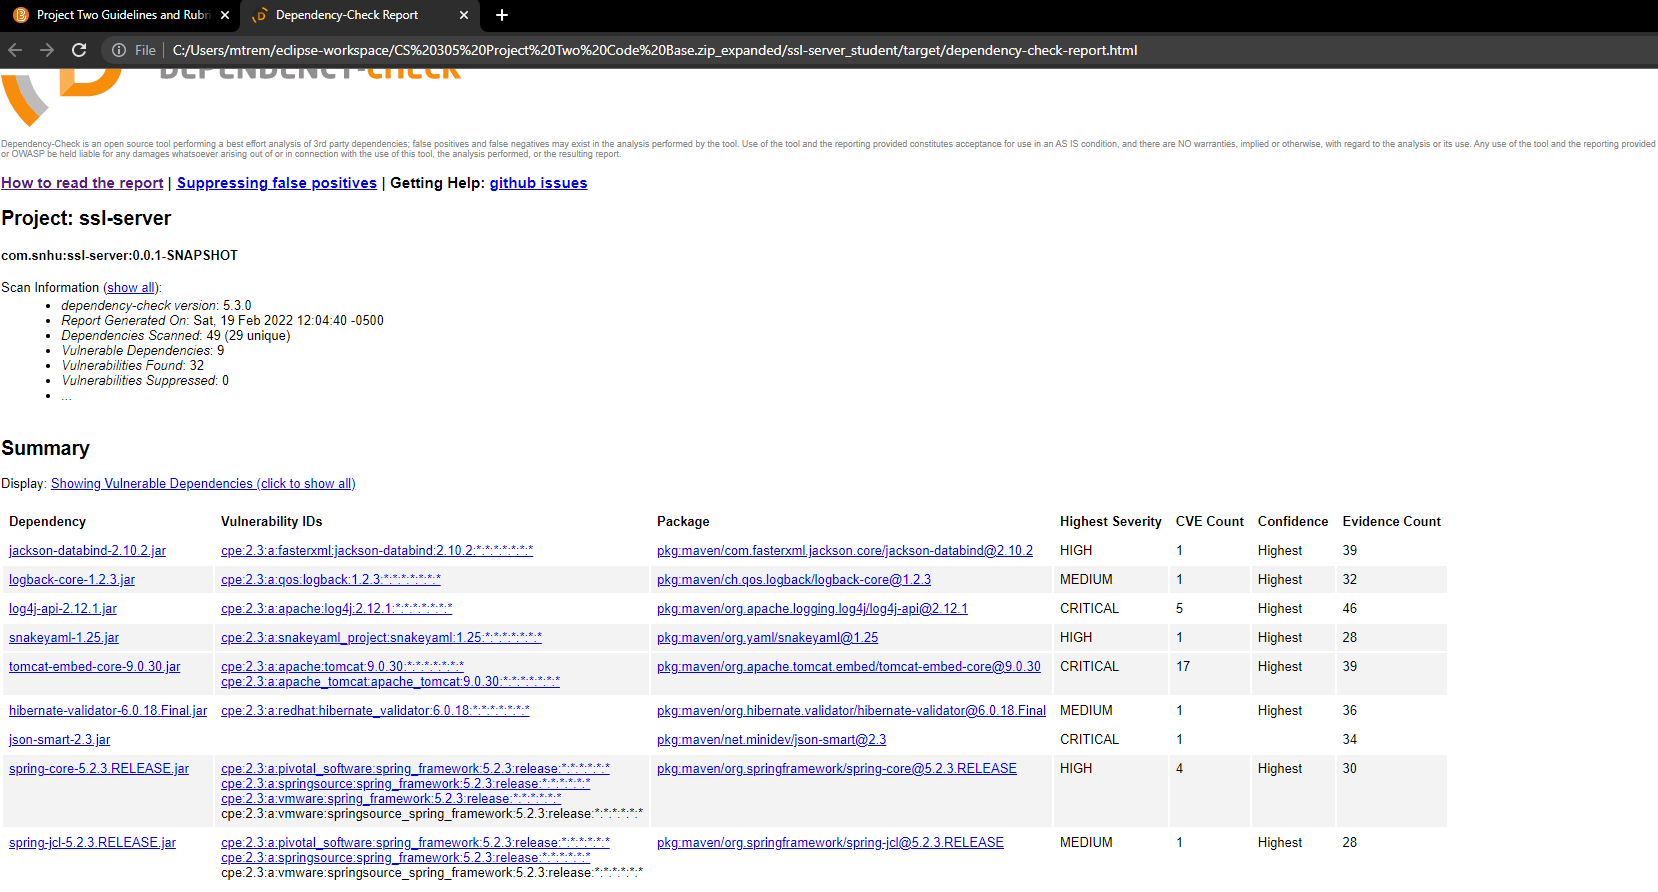 Project Two Guidelines and Rubri
Dependency-Check Report
File C:/Users/mtrem/eclipse-workspace/CS%20305%20Project%20Two%20Code%20Base.zip_expanded/ssl-server_student/target/dependency-check-report.html
DEPENDENCY-CHECK
Dependency-Check is an open source tool performing a best effort analysis of 3rd party dependencies; false positives and false negatives may exist in the analysis performed by the tool. Use of the tool and the reporting provided constitutes acceptance for use in an AS IS condition, and there are NO warranties, implied or otherwise, with regard to the analysis or its use. Any use of the tool and the reporting provided
or OWASP be held liable for any damages whatsoever arising out of or in connection with the use of this tool, the analysis performed, or the resulting report.
How to read the report | Suppressing false positives | Getting Help: github issues
Project: ssl-server
com.snhu:ssl-server:0.0.1-SNAPSHOT
Scan Information (show all):
• dependency-check version: 5.3.0
• Report Generated On: Sat, 19 Feb 2022 12:04:40 -0500
• Dependencies Scanned: 49 (29 unique)
• Vulnerable Dependencies: 9
• Vulnerabilities Found: 32
• Vulnerabilities Suppressed: 0
• ...
Summary
Display: Showing Vulnerable Dependencies (click to show all)
Dependency Vulnerability IDs Package Highest Severity CVE Count Confidence Evidence Count
jackson-databind-2.10.2.jar cpe:2.3:a:fasterxml:jackson-databind:2.10.2:*:*:*:*:*:*:* pkg:maven/com.fasterxml.jackson.core/jackson-databind@2.10.2 HIGH 1 Highest 39
logback-core-1.2.3.jar cpe:2.3:a:qos:logback:1.2.3:*:*:*:*:*:*:* pkg:maven/ch.qos.logback/logback-core@1.2.3 MEDIUM 1 Highest 32
log4j-api-2.12.1.jar cpe:2.3:a:apache:log4j:2.12.1:*:*:*:*:*:*:* pkg:maven/org.apache.logging.log4j/log4j-api@2.12.1 CRITICAL 5 Highest 46
snakeyaml-1.25.jar cpe:2.3:a:snakeyaml_project:snakeyaml:1.25:*:*:*:*:*:*:* pkg:maven/org.yaml/snakeyaml@1.25 HIGH 1 Highest 28
tomcat-embed-core-9.0.30.jar cpe:2.3:a:apache:tomcat:9.0.30:*:*:*:*:*:*:* pkg:maven/org.apache.tomcat.embed/tomcat-embed-core@9.0.30 CRITICAL 17 Highest 39
cpe:2.3:a:apache_tomcat:apache_tomcat:9.0.30:*:*:*:*:*:*:*
hibernate-validator-6.0.18.Final.jar cpe:2.3:a:redhat:hibernate_validator:6.0.18:*:*:*:*:*:*:* pkg:maven/org.hibernate.validator/hibernate-validator@6.0.18.Final MEDIUM 1 Highest 36
json-smart-2.3.jar pkg:maven/net.minidev/json-smart@2.3 CRITICAL 1 34
spring-core-5.2.3.RELEASE.jar cpe:2.3:a:pivotal_software:spring_framework:5.2.3:release:*:*:*:*:*:* pkg:maven/org.springframework/spring-core@5.2.3.RELEASE HIGH 4 Highest 30
cpe:2.3:a:springsource:spring_framework:5.2.3:release:*:*:*:*:*:*
cpe:2.3:a:vmware:spring_framework:5.2.3:release:*:*:*:*:*:*
cpe:2.3:a:vmware:springsource_spring_framework:5.2.3:release:*:*:*:*:*:*
spring-jcl-5.2.3.RELEASE.jar cpe:2.3:a:pivotal_software:spring_framework:5.2.3:release:*:*:*:*:*:* pkg:maven/org.springframework/spring-jcl@5.2.3.RELEASE MEDIUM 1 Highest 28
cpe:2.3:a:springsource:spring_framework:5.2.3:release:*:*:*:*:*:*
cpe:2.3:a:vmware:springsource_spring_framework:5.2.3:release:*:*:*:*:*:*